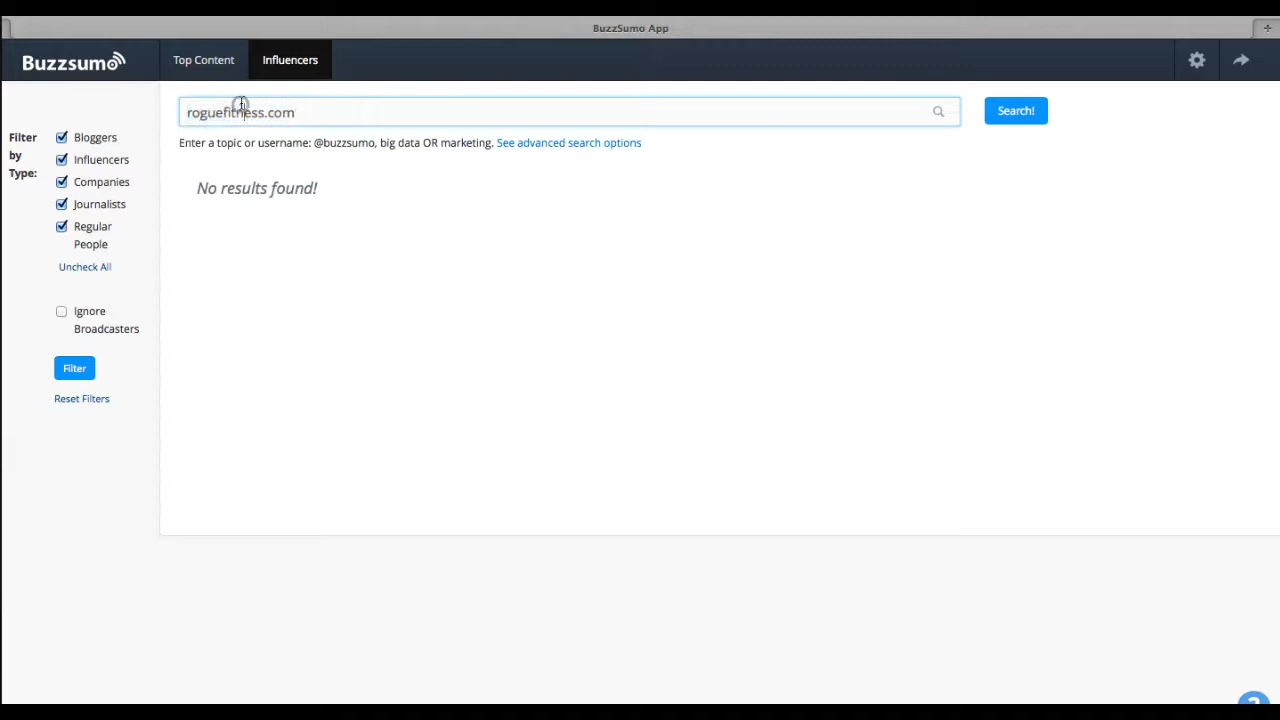 BuzzSumo App
Buzzsumo
Top Content
Influencers
roguefitness.com
Search!
Enter a topic or username: @buzzsumo, big data OR marketing. See advanced search options
No results found!
Filter
by
Type:
Bloggers
Influencers
Companies
Journalists
Regular
People
Uncheck All
Ignore
Broadcasters
Filter
Reset Filters